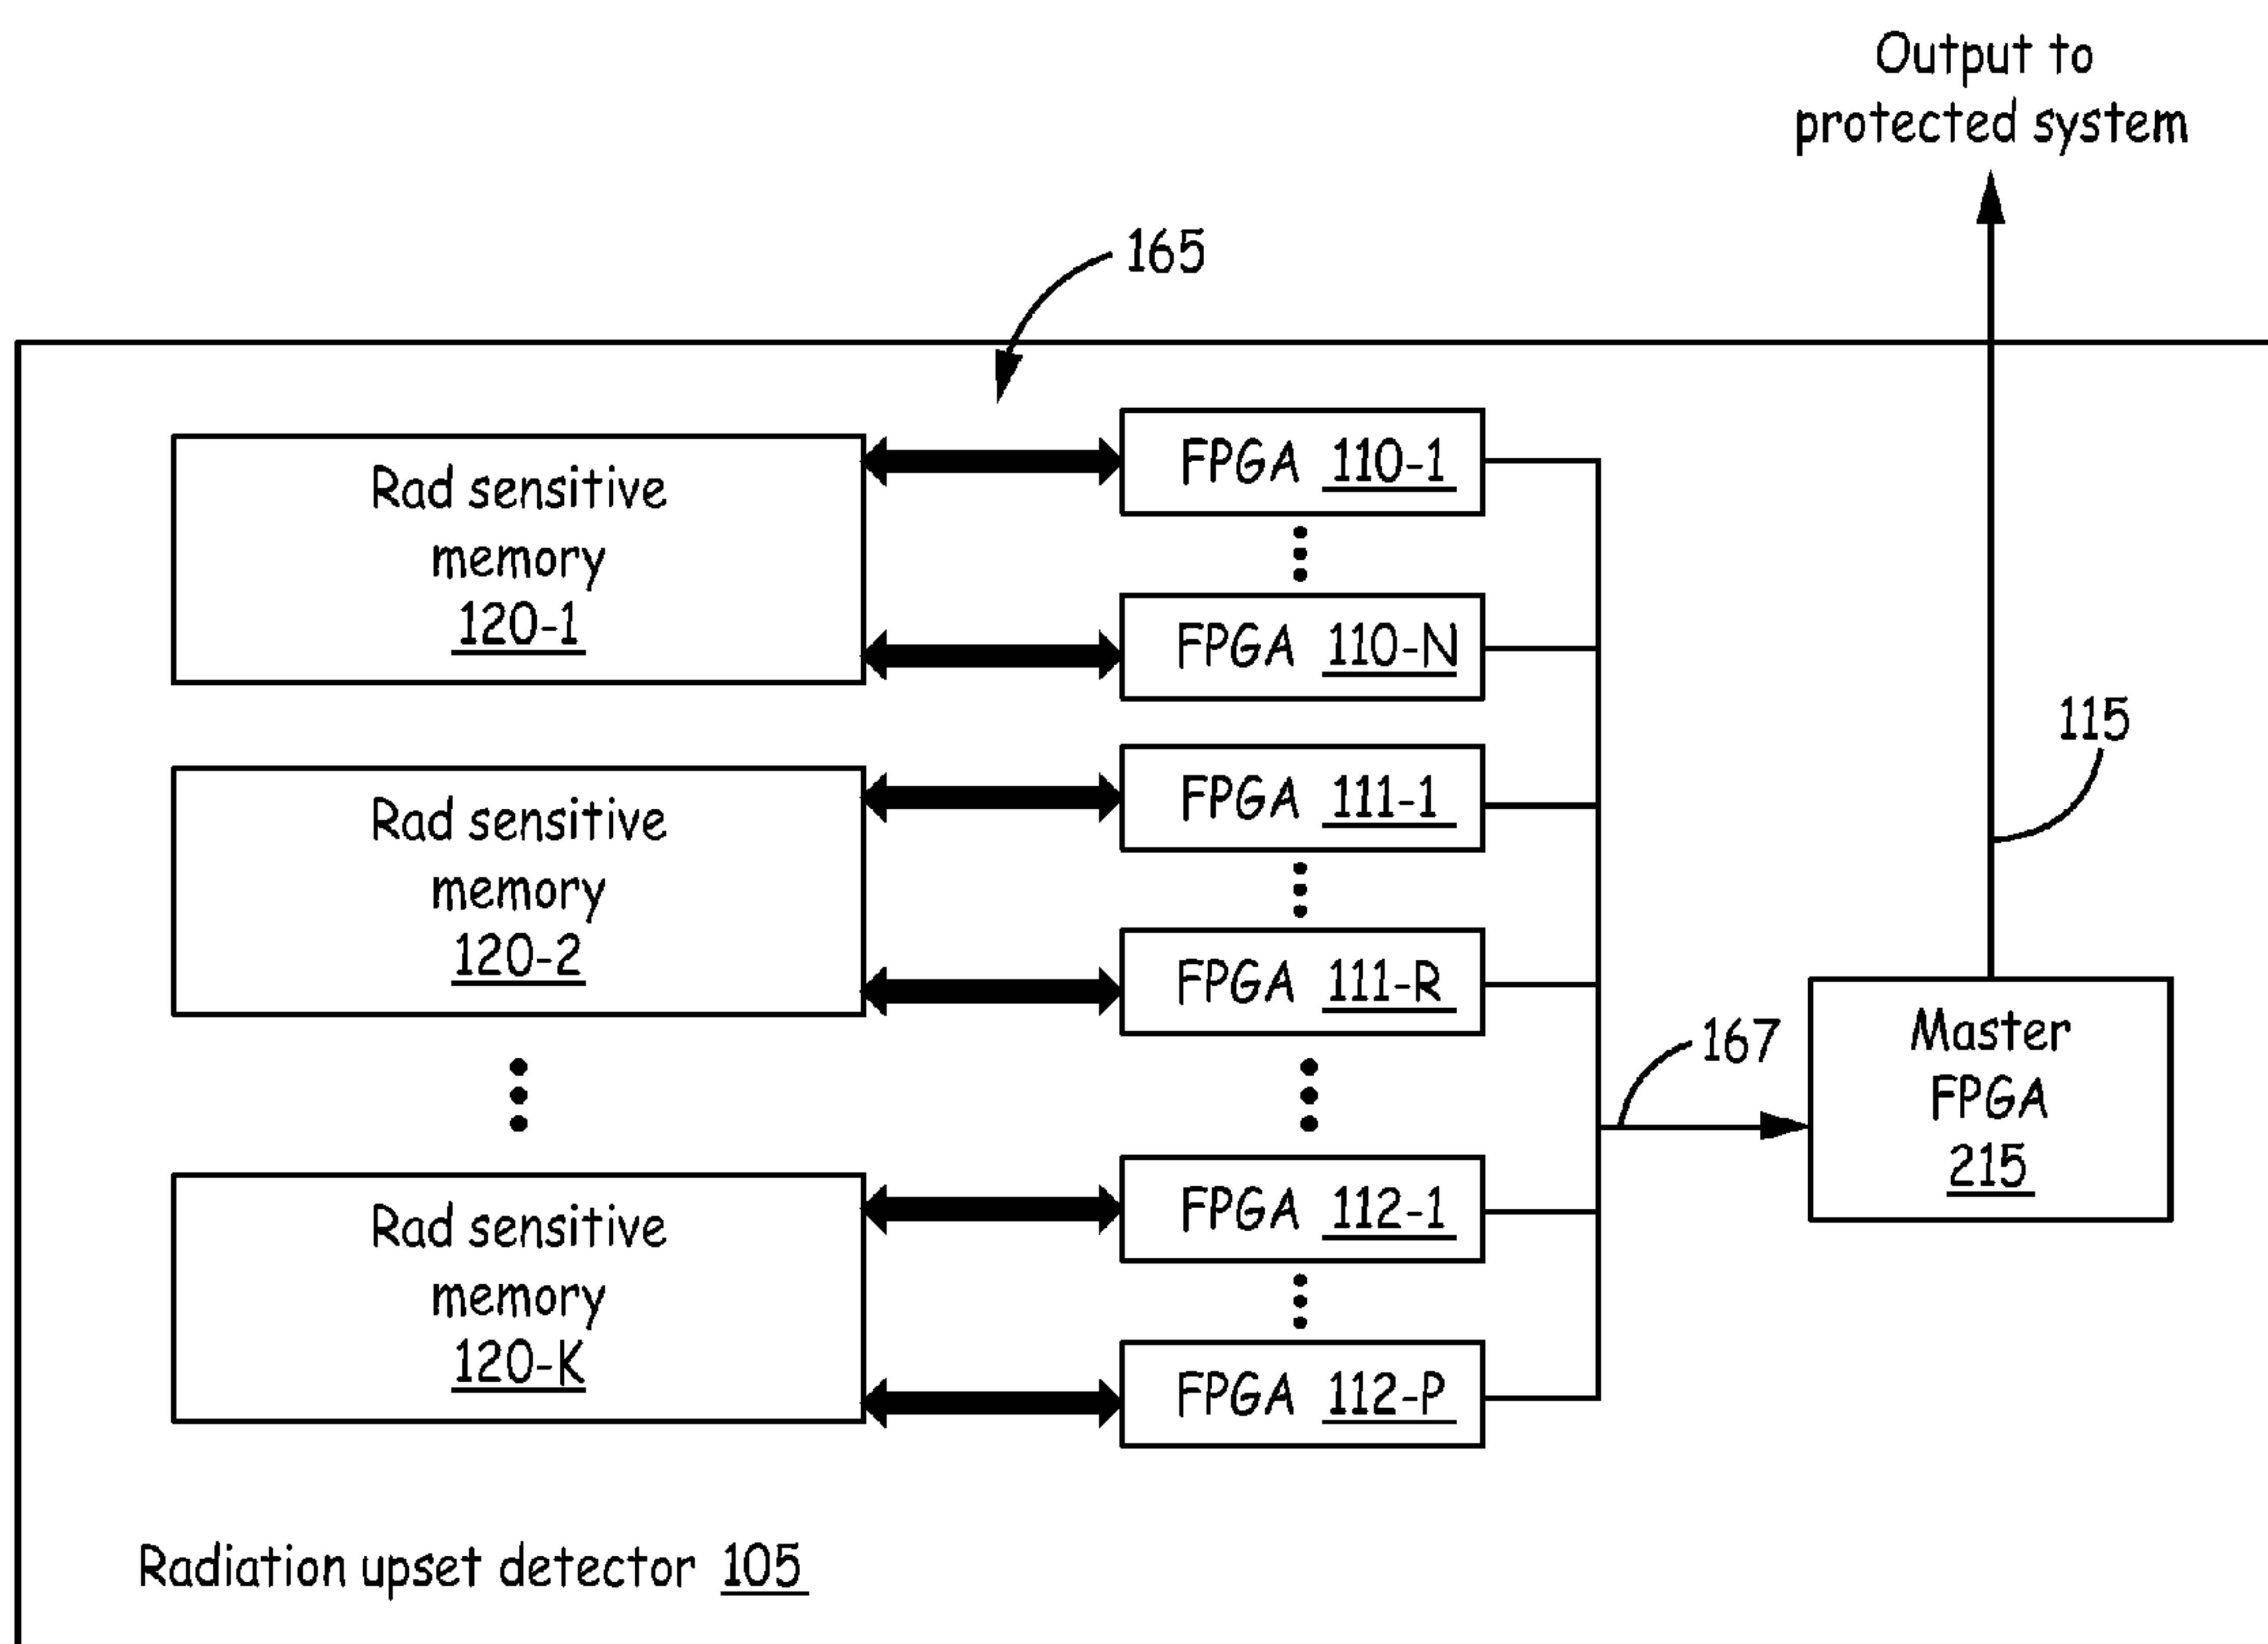 Output to
protected system
165
Rad sensitive
memory
120-1
FPGA 110-1
FPGA 110-N
Rad sensitive
memory
120-2
FPGA 111-1
FPGA 111-R
115
167
Master
FPGA
215
Rad sensitive
memory
120-K
FPGA 112-1
FPGA 112-P
Radiation upset detector 105